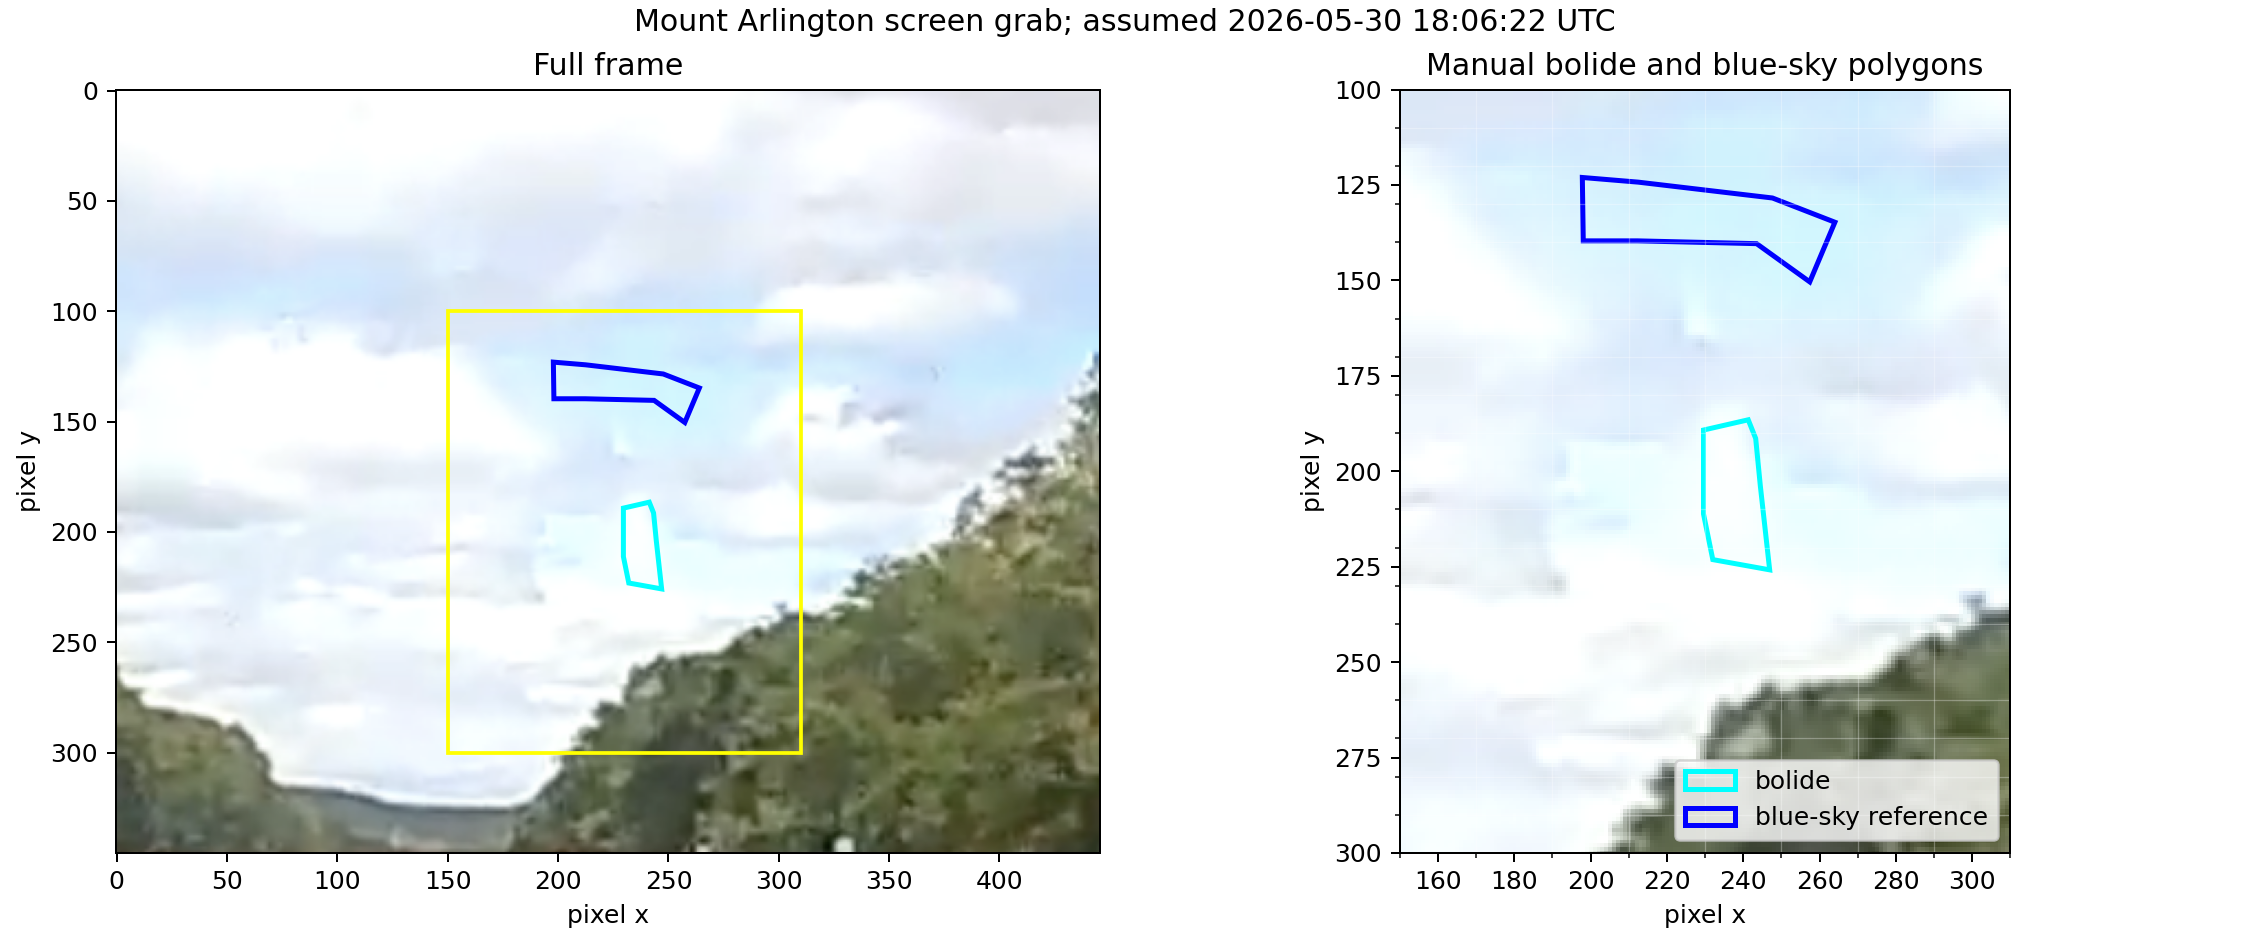 Mount Arlington screen grab; assumed 2026-05-30 18:06:22 UTC
Full frame
0
50
100
150
200
250
300
pixel y
0 50 100 150 200 250 300 350 400
pixel x
Manual bolide and blue-sky polygons
100
125
150
175
200
225
250
275
300
pixel y
bolide
blue-sky reference
160 180 200 220 240 260 280 300
pixel x